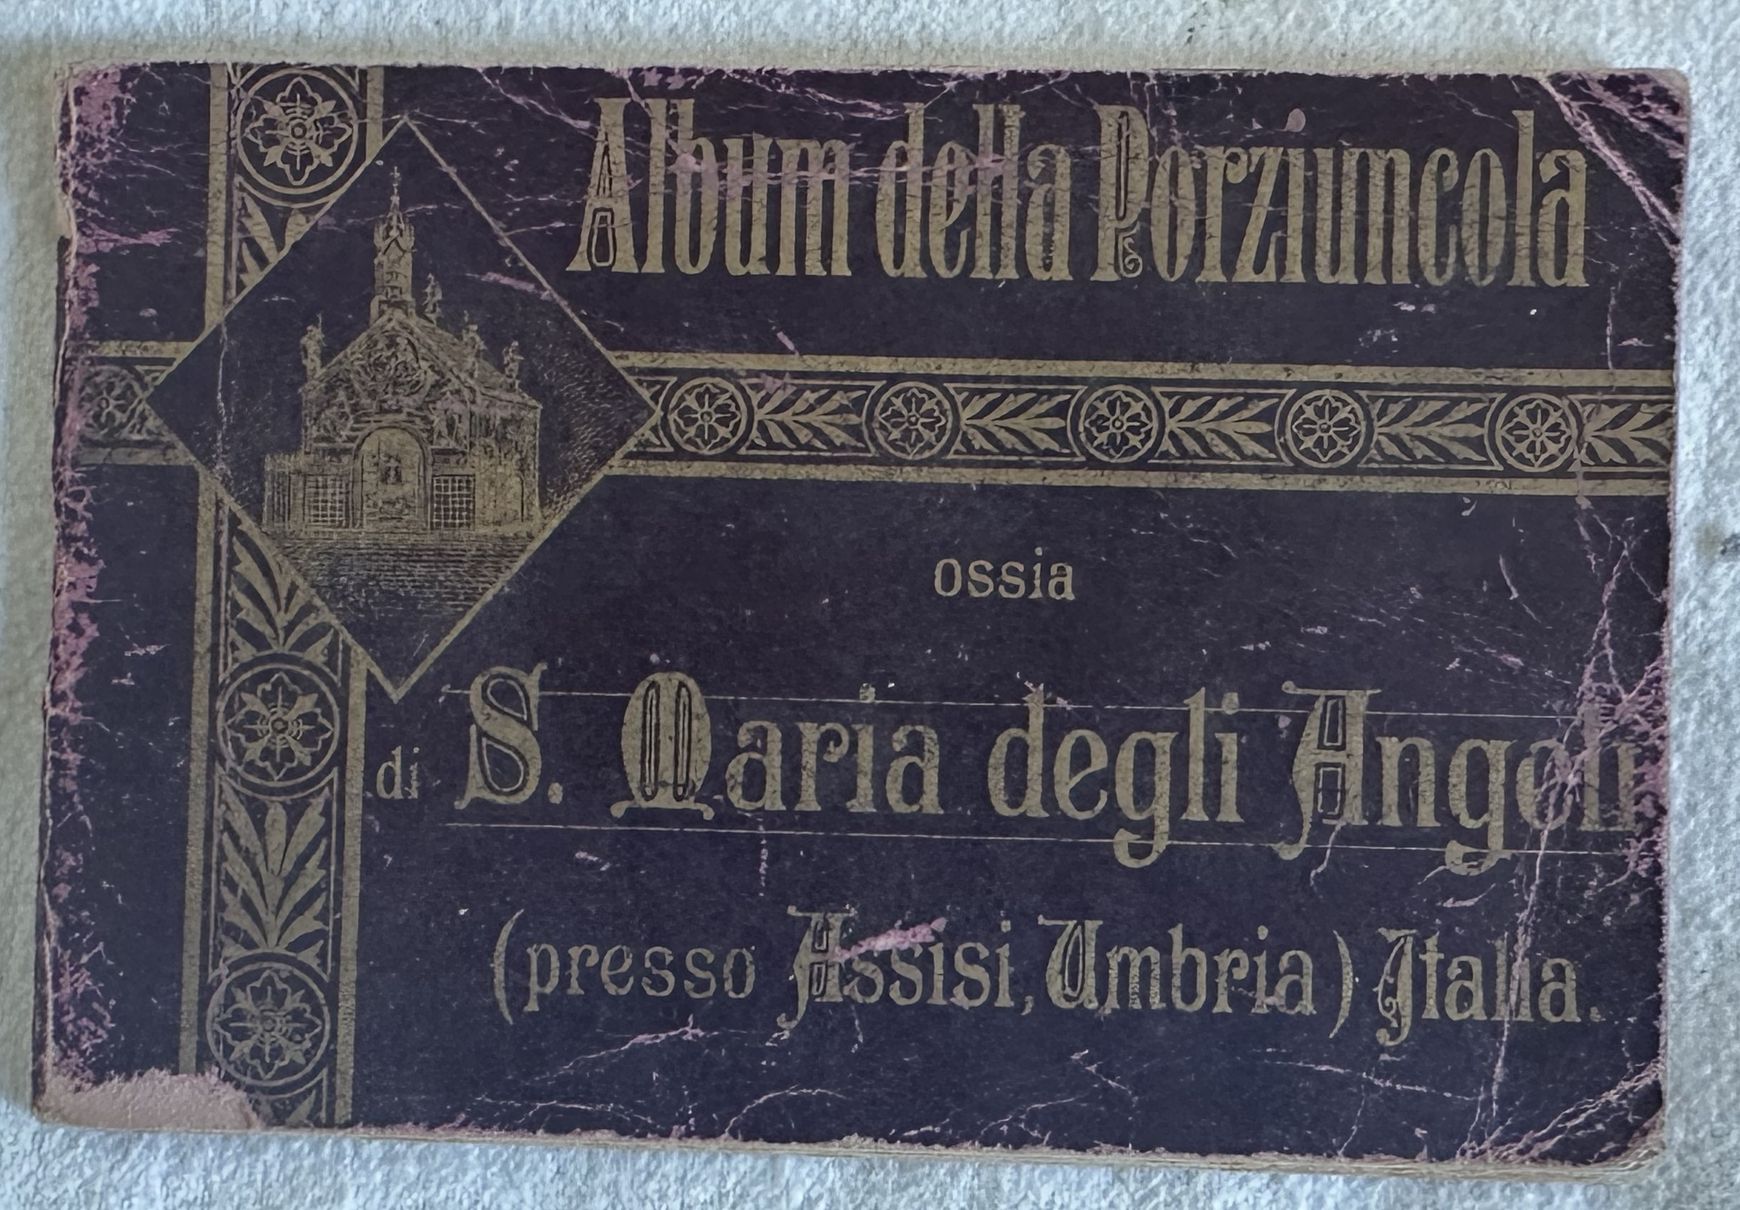 Album della Porziuncola
ossia
di S. Maria degli Angeli
(presso Assisi, Umbria) Italia.